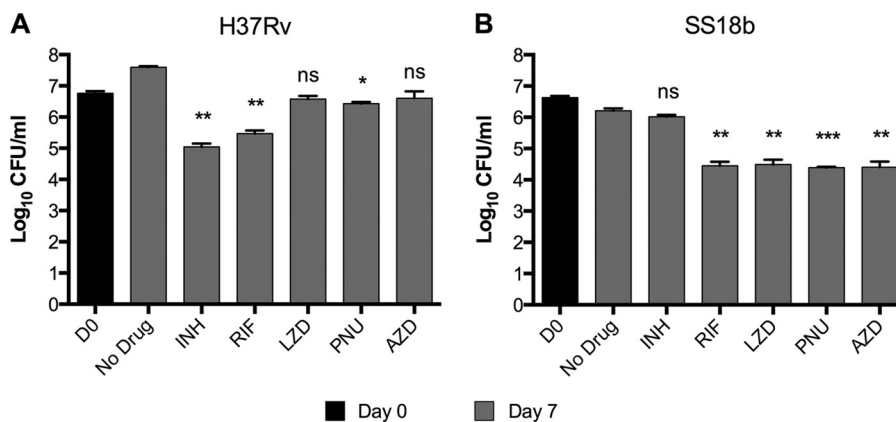 A
H37Rv
Log10 CFU/ml
8
7
6
5
4
3
2
1
0
**
**
ns
*
ns
D0
No Drug
INH
RIF
LZD
PNU
AZD
B
SS18b
Log10 CFU/ml
8
7
6
5
4
3
2
1
0
ns
**
**
***
**
D0
No Drug
INH
RIF
LZD
PNU
AZD
Day 0
Day 7